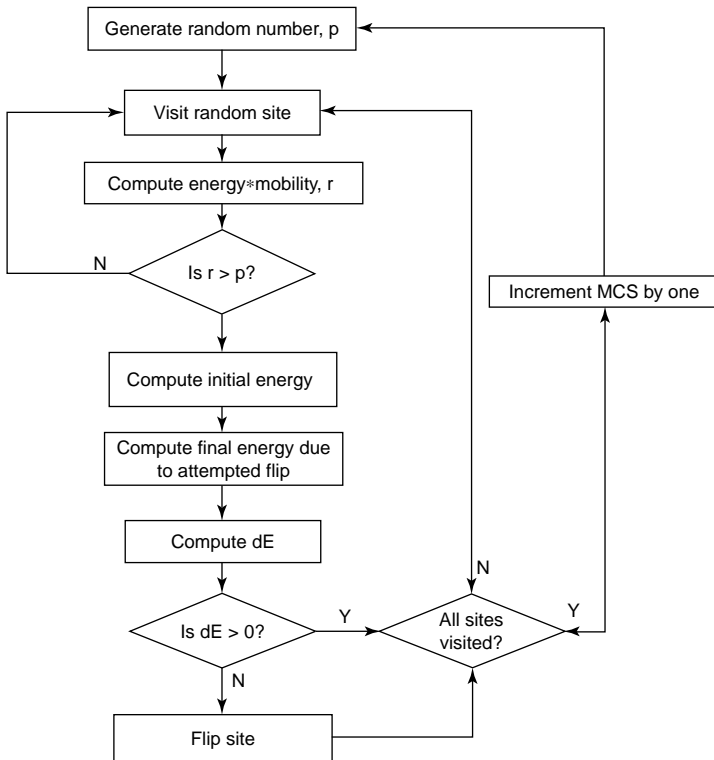 Generate random number, p
Visit random site
Compute energy*mobility, r
N
Is r > p?
Increment MCS by one
Compute initial energy
Compute final energy due
to attempted flip
Compute dE
N
Is dE > 0?
Y
All sites
visited?
Y
N
Flip site